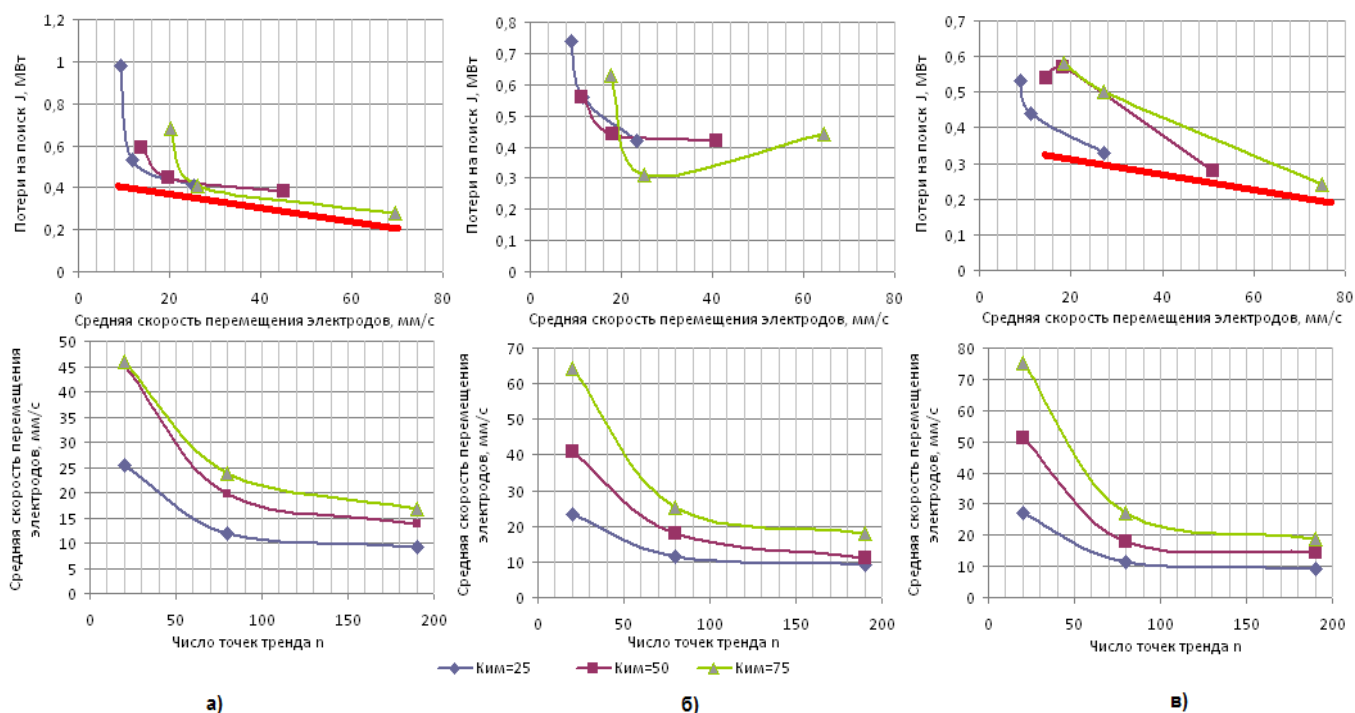 Потери на поиск J, МВт
1,2
1
0,8
0,6
0,4
0,2
0
0 20 40 60 80
Средняя скорость перемещения электродов, мм/с
Потери на поиск J, МВт
0,8
0,7
0,6
0,5
0,4
0,3
0,2
0,1
0
0 20 40 60 80
Средняя скорость перемещения электродов, мм/с
Потери на поиск J, МВт
0,7
0,6
0,5
0,4
0,3
0,2
0,1
0
0 20 40 60 80
Средняя скорость перемещения электродов, мм/с
Средняя скорость перемещения
электродов, мм/с
50
45
40
35
30
25
20
15
10
5
0
0 50 100 150 200
Число точек тренда n
Средняя скорость перемещения
электродов, мм/с
70
60
50
40
30
20
10
0
0 50 100 150 200
Число точек тренда n
Средняя скорость перемещения
электродов, мм/с
80
70
60
50
40
30
20
10
0
0 50 100 150 200
Число точек тренда n
Ким=25 Ким=50 Ким=75
а) б) в)